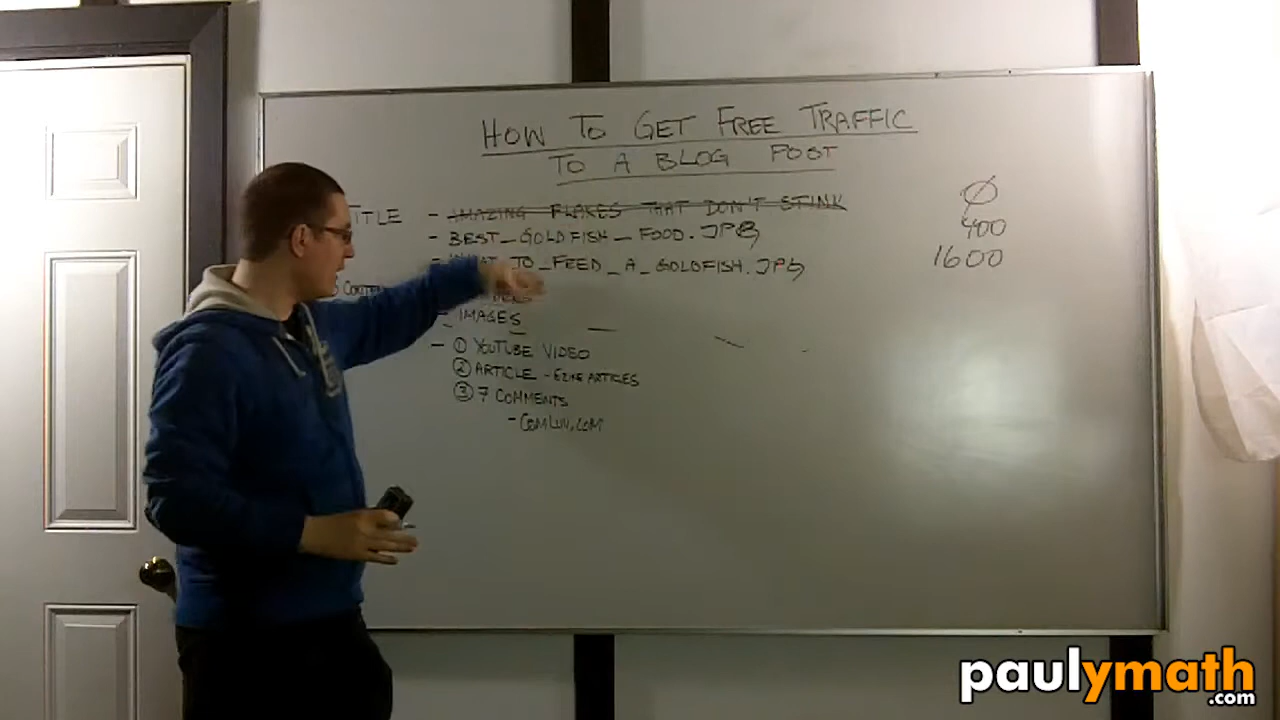 HOW TO GET FREE TRAFFIC
TO A BLOG POST
TITLE - AMAZING FLAKES THAT DON'T STINK Ø
- BEST_GOLDFISH_FOOD.JPG 400
- WHAT_TO_FEED_A_GOLDFISH.JPG 1600
- IMAGES
- ① YOUTUBE VIDEO
② ARTICLE - EZINE ARTICLES
③ 7 COMMENTS
- COMLUV.COM
paulymath
.com